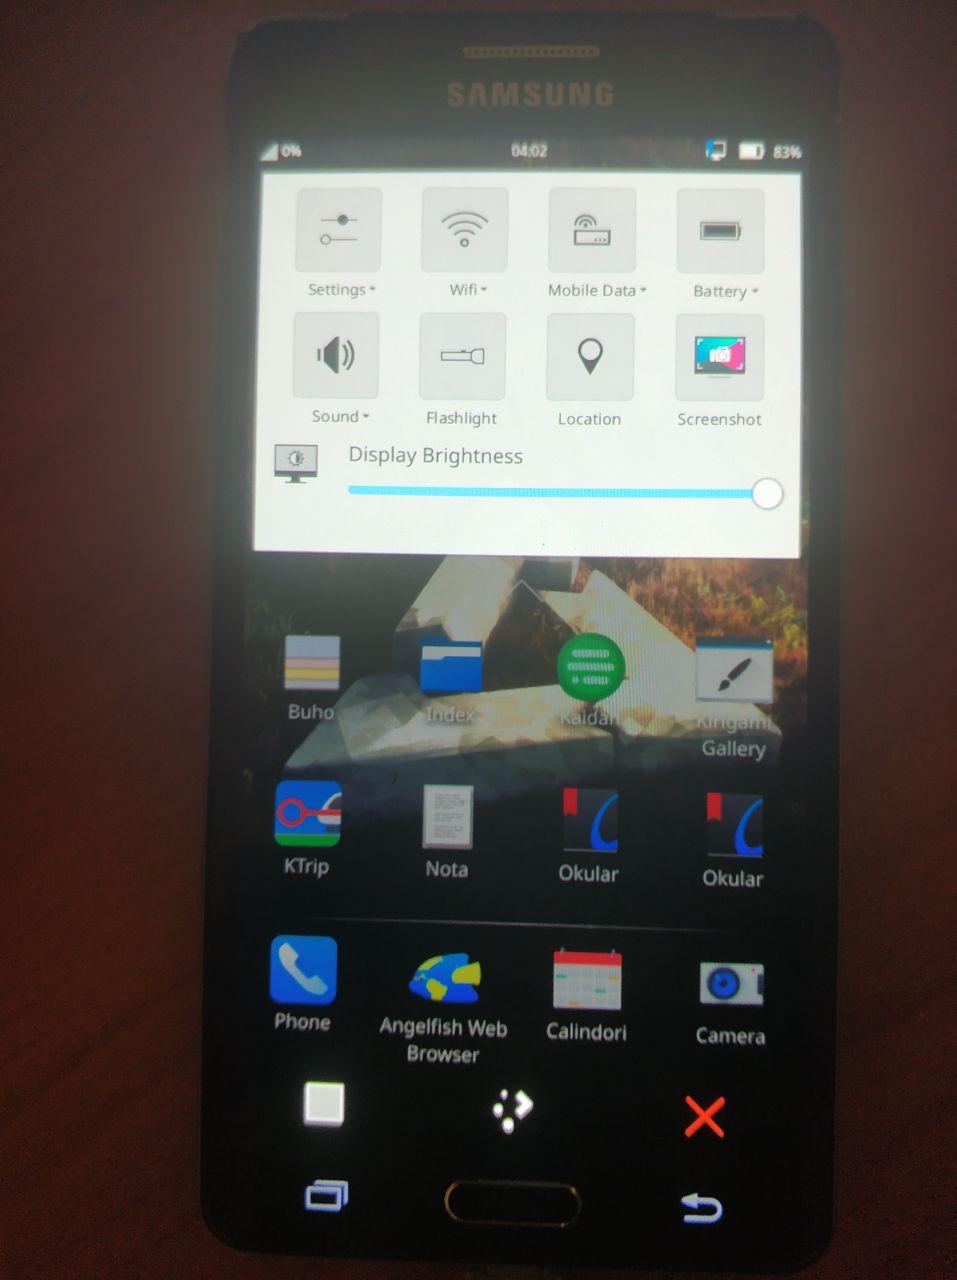 SAMSUNG
0% 04:02 83%
Settings Wifi Mobile Data Battery
Sound Flashlight Location Screenshot
Display Brightness
Buho Index Kaidan Kirigami
Gallery
KTrip Nota Okular Okular
Phone Angelfish Web Calindori Camera
Browser